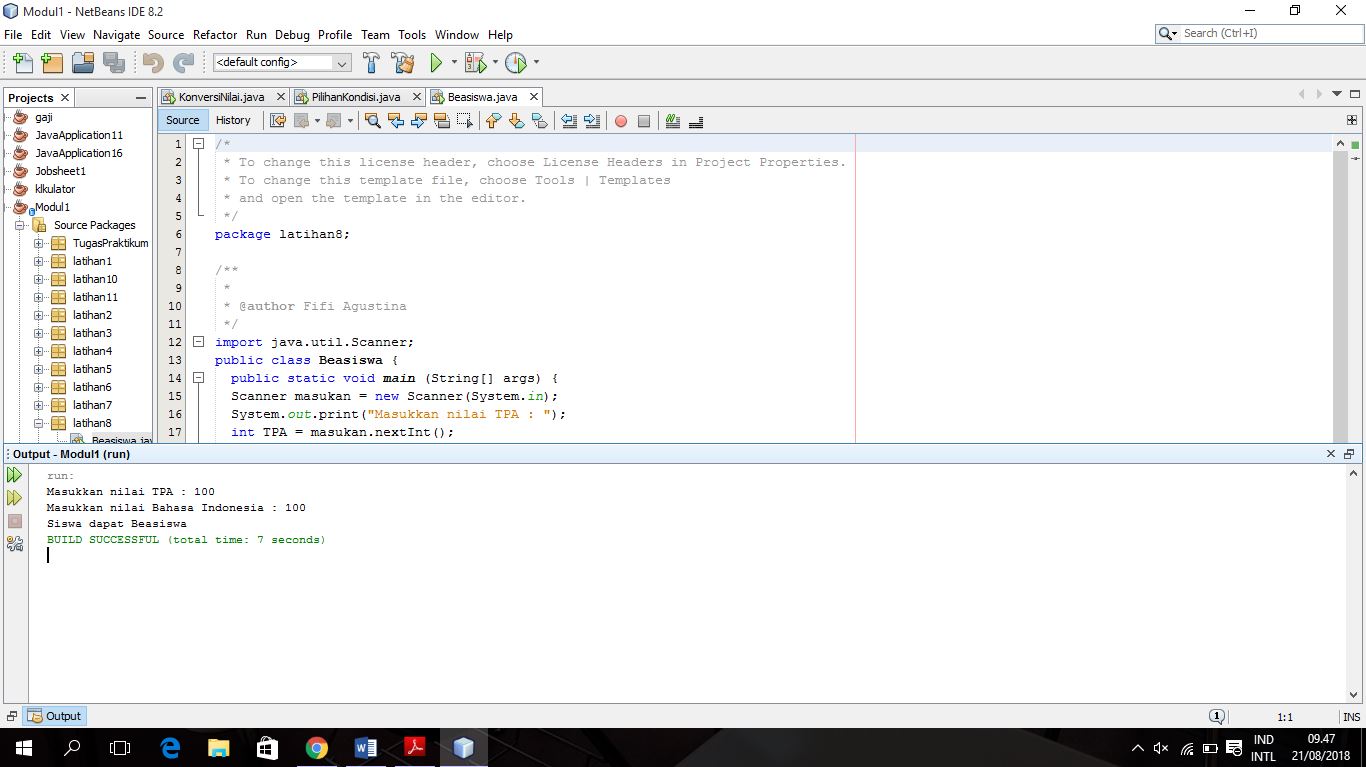 Modul1 - NetBeans IDE 8.2
File Edit View Navigate Source Refactor Run Debug Profile Team Tools Window Help
Search (Ctrl+I)
<default config>
Projects
KonversiNilai.java
PilihanKondisi.java
Beasiswa.java
gaji
JavaApplication11
JavaApplication16
Jobsheet1
klkulator
Modul1
Source Packages
TugasPraktikum
latihan1
latihan10
latihan11
latihan2
latihan3
latihan4
latihan5
latihan6
latihan7
latihan8
Beasiswa.jav
Source History
1 /*
2 * To change this license header, choose License Headers in Project Properties.
3 * To change this template file, choose Tools | Templates
4 * and open the template in the editor.
5 */
6 package latihan8;
7
8 /**
9 *
10 * @author Fifi Agustina
11 */
12 import java.util.Scanner;
13 public class Beasiswa {
14 public static void main (String[] args) {
15 Scanner masukan = new Scanner(System.in);
16 System.out.print("Masukkan nilai TPA : ");
17 int TPA = masukan.nextInt();
Output - Modul1 (run)
run:
Masukkan nilai TPA : 100
Masukkan nilai Bahasa Indonesia : 100
Siswa dapat Beasiswa
BUILD SUCCESSFUL (total time: 7 seconds)
Output
1
1:1
INS
IND
INTL
09.47
21/08/2018